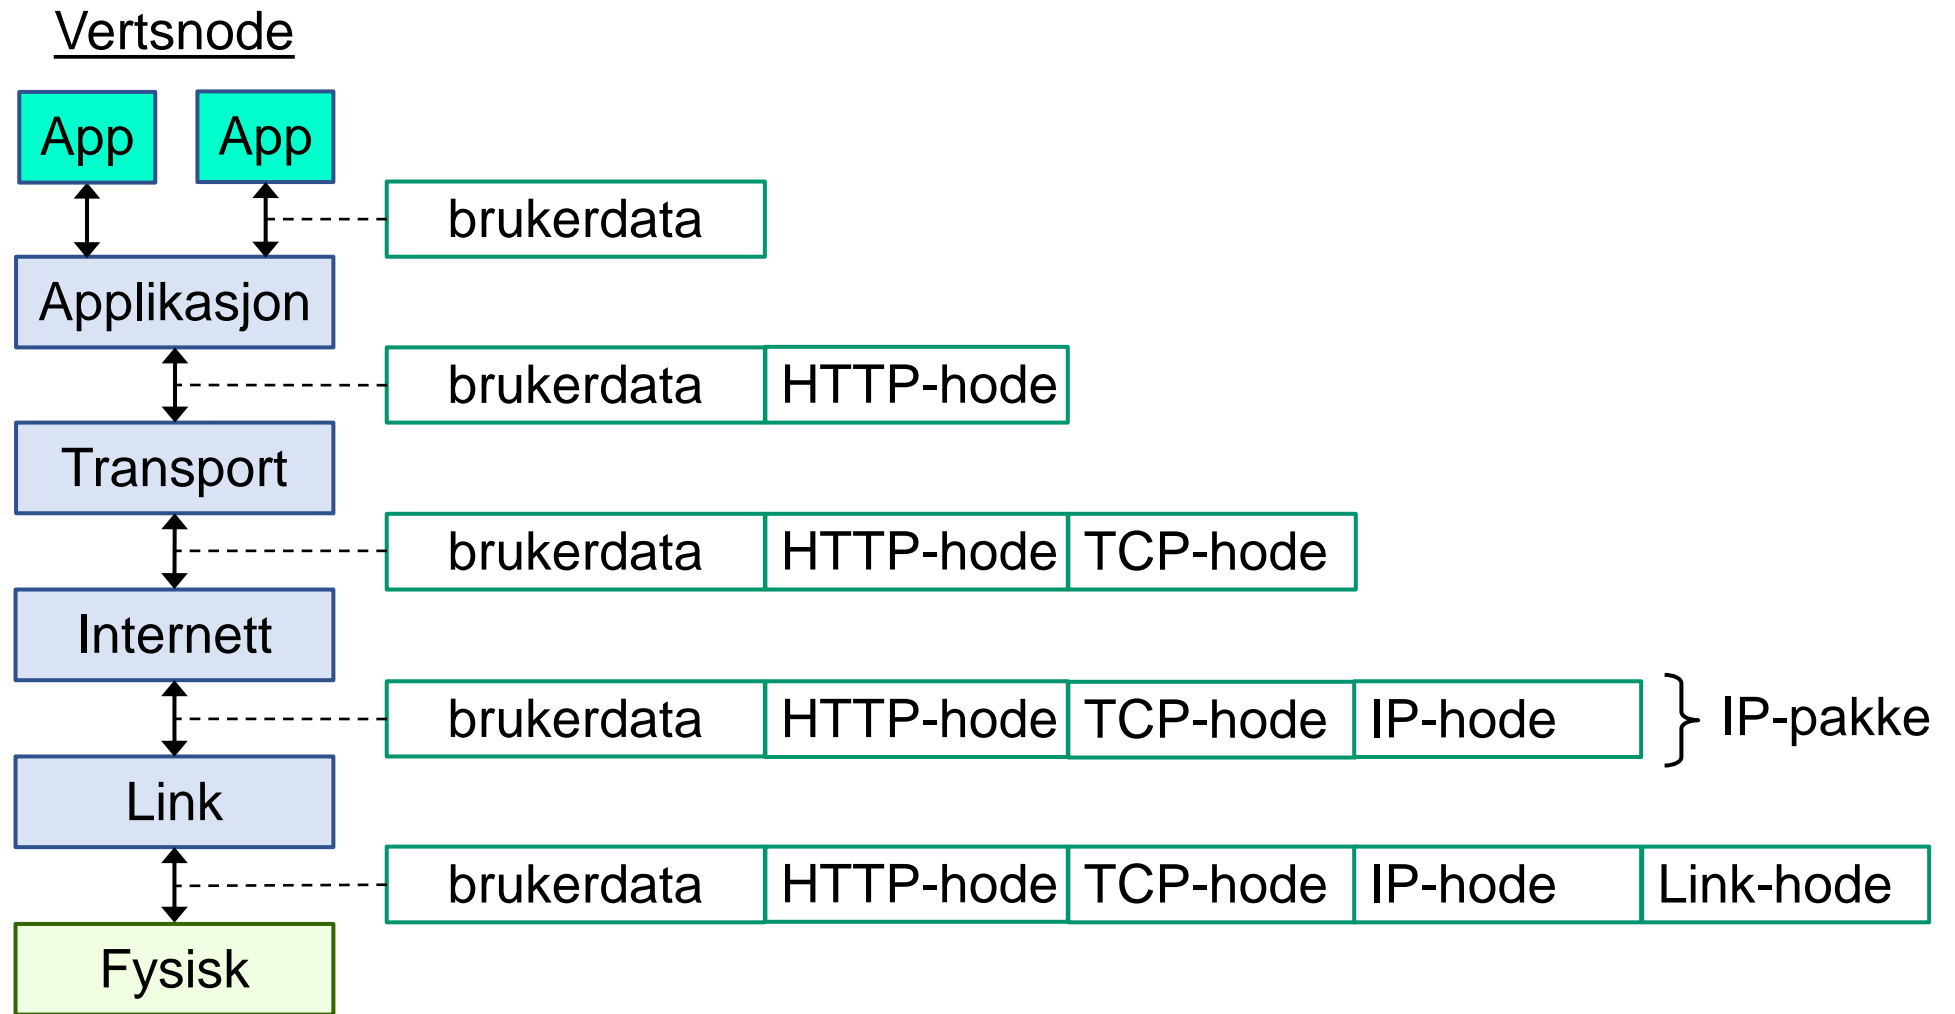 Vertsnode
App App
brukerdata
Applikasjon
brukerdata HTTP-hode
Transport
brukerdata HTTP-hode TCP-hode
Internett
brukerdata HTTP-hode TCP-hode IP-hode IP-pakke
Link
brukerdata HTTP-hode TCP-hode IP-hode Link-hode
Fysisk